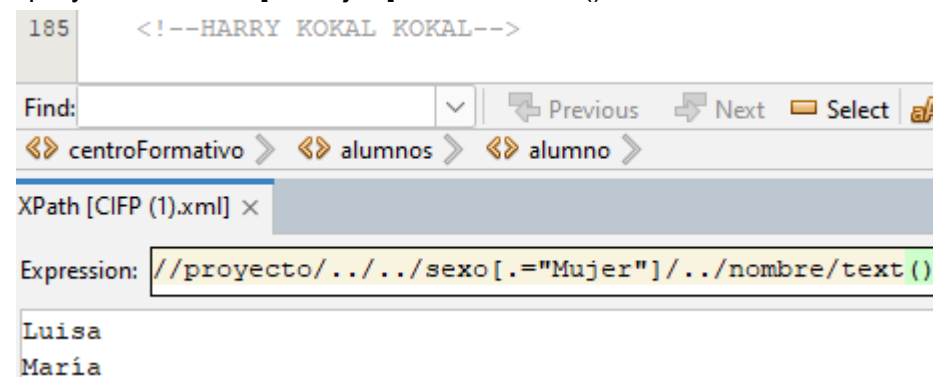 185 <!--HARRY KOKAL KOKAL-->
Find: Previous Next Select
centroFormativo alumnos alumno
XPath [CIFP (1).xml] ×
Expression: //proyecto/../../sexo[.="Mujer"]/../nombre/text()
Luisa
María